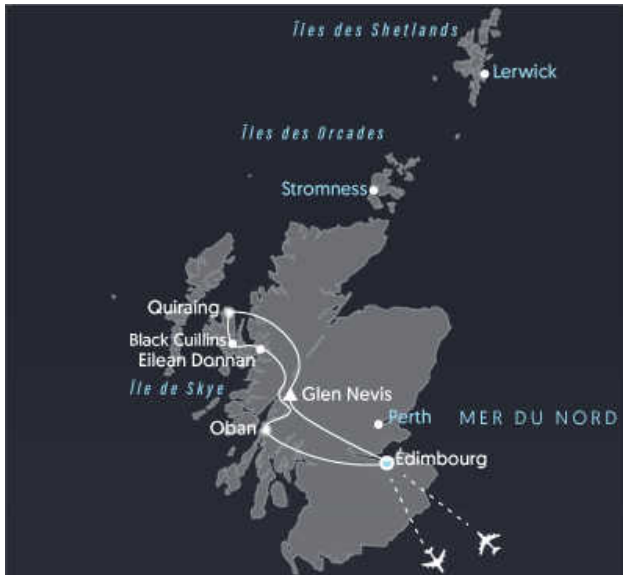 Îles des Shetlands
Lerwick
Îles des Orcades
Stromness
Quiraing
Black Cuillins
Eilean Donnan
Île de Skye
Glen Nevis
Perth
MER DU NORD
Oban
Édimbourg